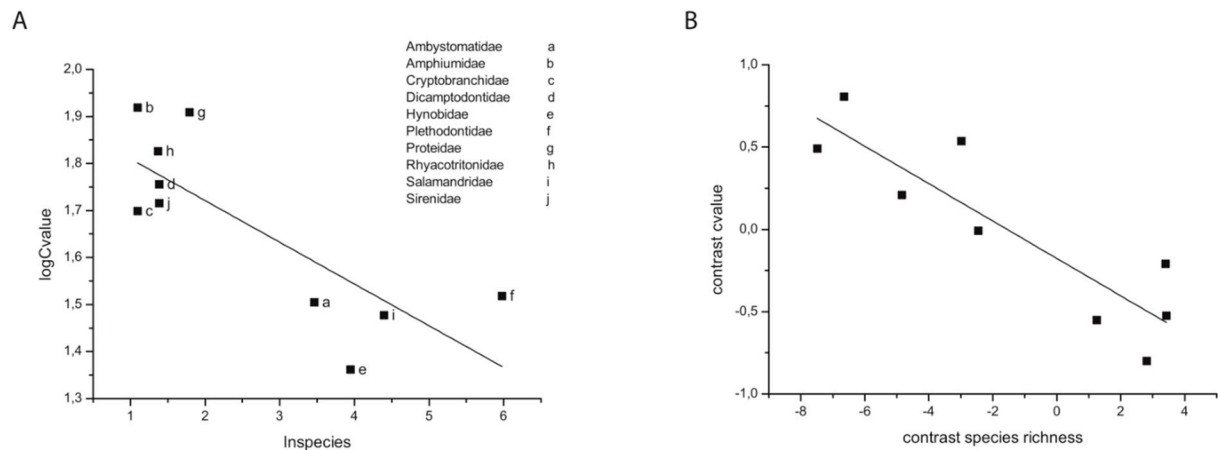 A
Ambystomatidae a
Amphiumidae b
Cryptobranchidae c
Dicamptodontidae d
Hynobidae e
Plethodontidae f
Proteidae g
Rhyacotritonidae h
Salamandridae i
Sirenidae j
2,0
1,9
1,8
1,7
1,6
1,5
1,4
1,3
logCvalue
b
g
h
d
j
c
a
i
f
e
1 2 3 4 5 6
lnspecies
B
1,0
0,5
0,0
-0,5
-1,0
contrast cvalue
-8 -6 -4 -2 0 2 4
contrast species richness